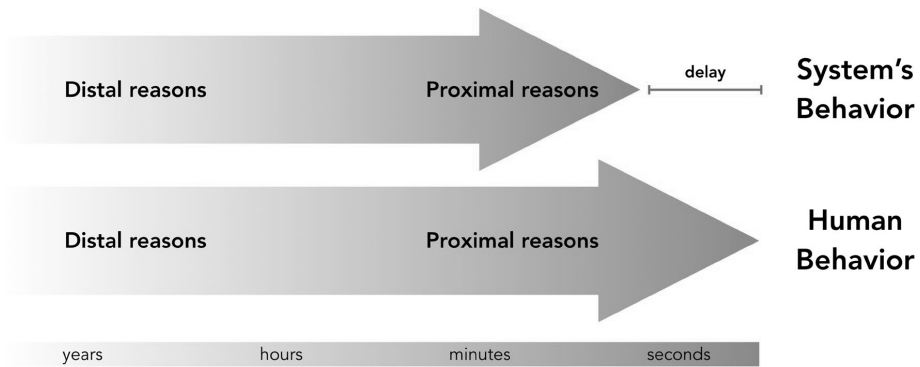 Distal reasons
Proximal reasons
delay
System's
Behavior
Distal reasons
Proximal reasons
Human
Behavior
years
hours
minutes
seconds